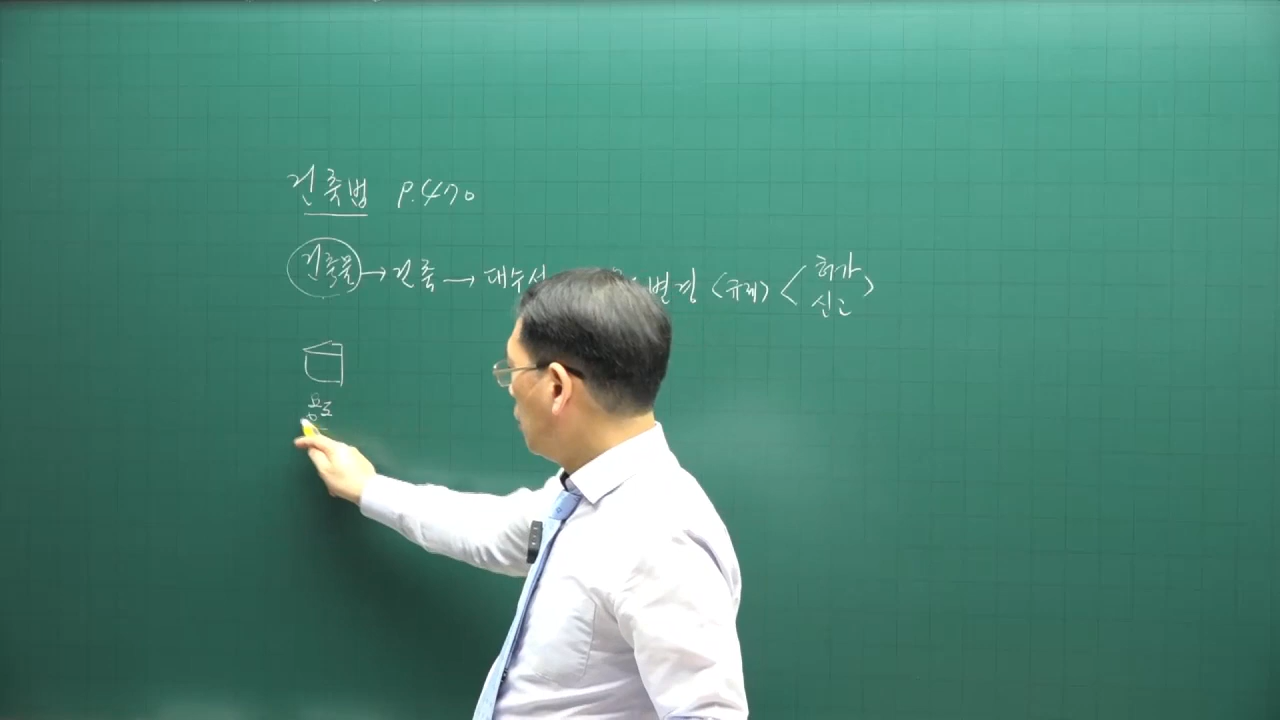 건축법 P.470
건축물 → 건축 → 대수선 변경 <규제> < 허가
신고 >
용도